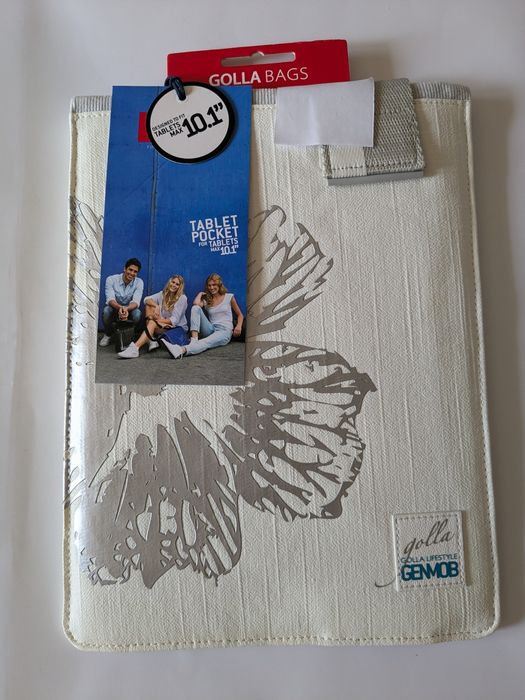 GOLLA BAGS
DESIGNED TO FIT
TABLETS
MAX 10.1"
TABLET
POCKET
FOR TABLETS
MAX 10.1"
golla
GOLLA LIFESTYLE
GENMOB